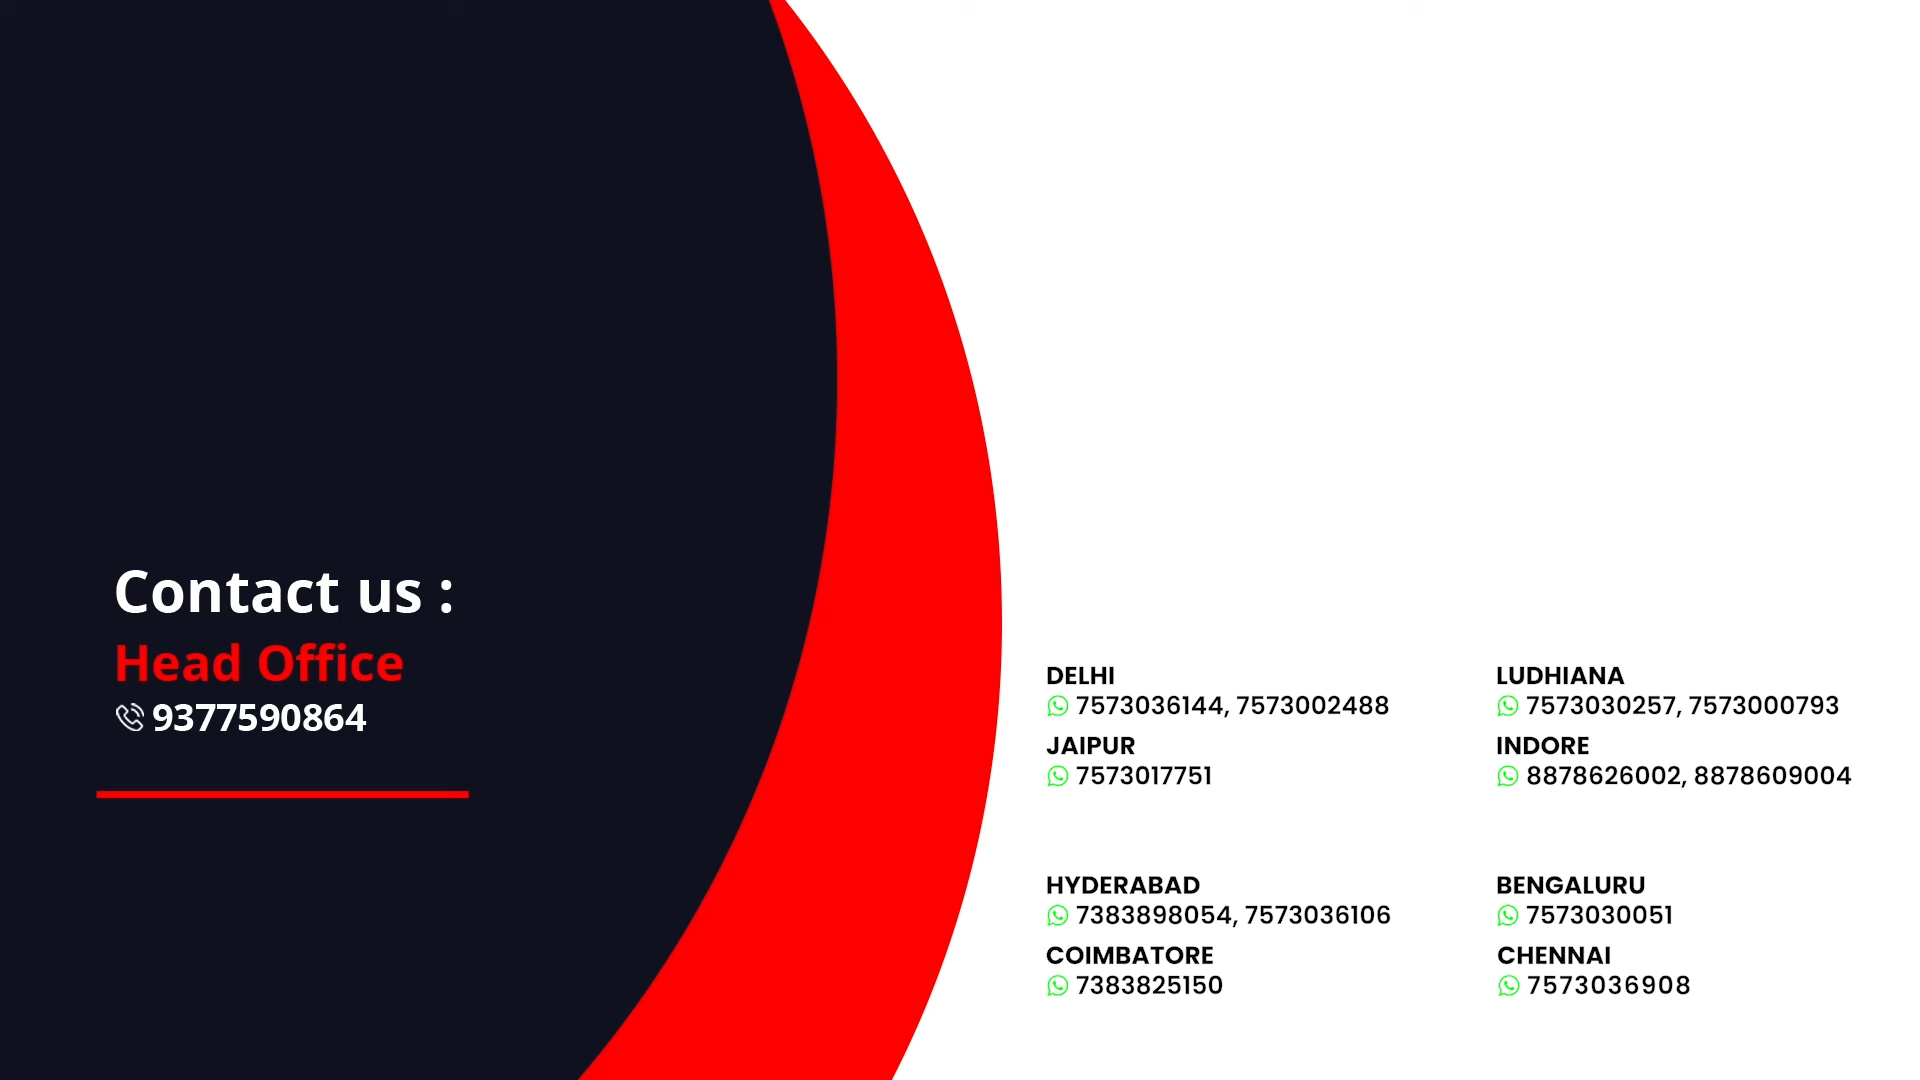 Contact us :
Head Office
9377590864
DELHI
7573036144, 7573002488
JAIPUR
7573017751
LUDHIANA
7573030257, 7573000793
INDORE
8878626002, 8878609004
HYDERABAD
7383898054, 7573036106
COIMBATORE
7383825150
BENGALURU
7573030051
CHENNAI
7573036908